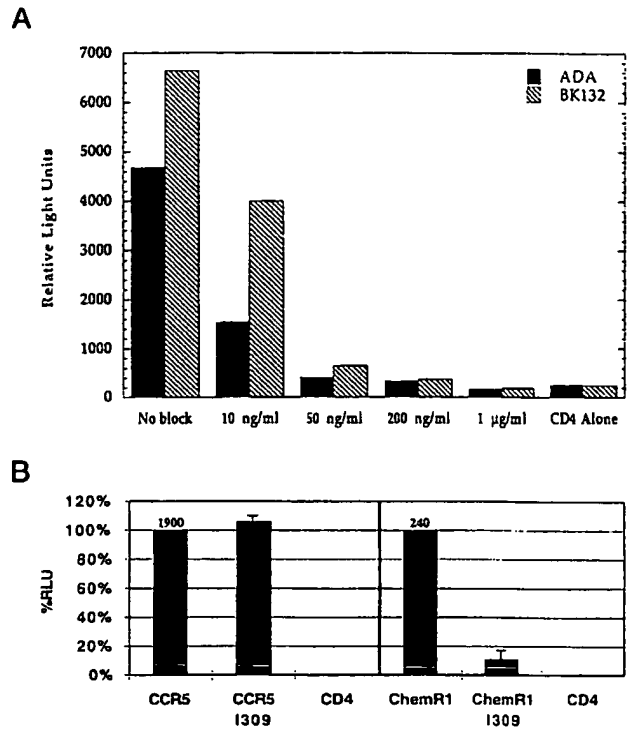 A
7000
6000
5000
4000
3000
2000
1000
0
Relative Light Units
ADA
BK132
No block 10 ng/ml 50 ng/ml 200 ng/ml 1 µg/ml CD4 Alone
B
120%
100%
80%
60%
40%
20%
0%
%RLU
1900 240
CCR5 CCR5 CD4 ChemR1 ChemR1 CD4
I309 I309